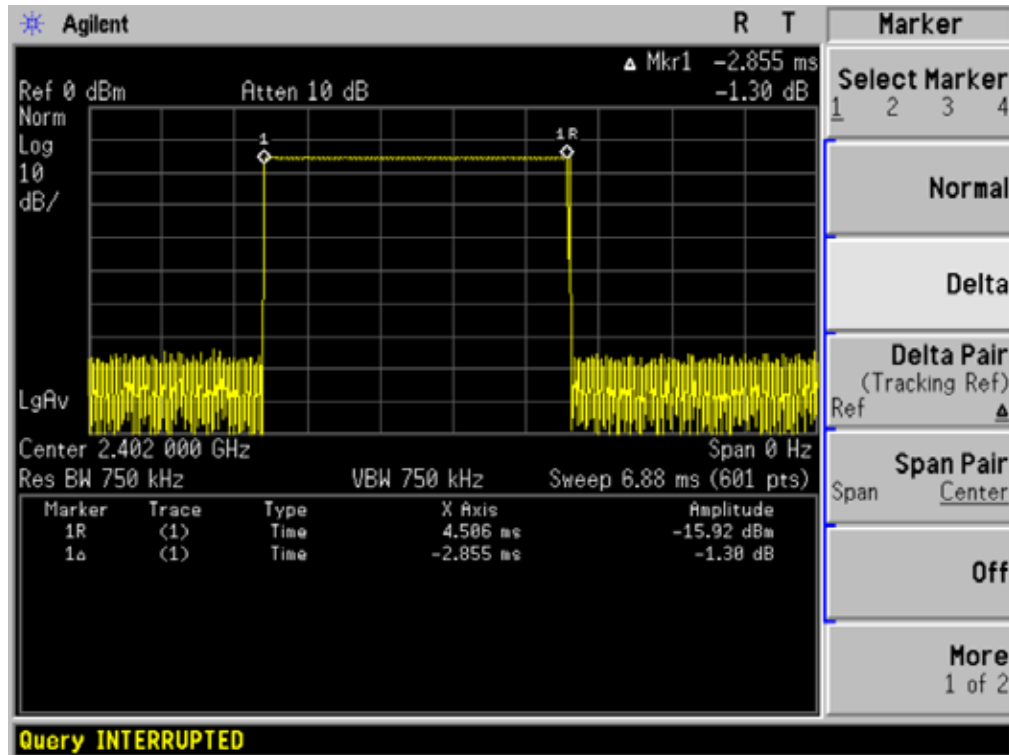 Agilent R T
Marker
△ Mkr1 -2.855 ms
Ref 0 dBm Atten 10 dB -1.30 dB
Norm
Log
10
dB/
1
1R
LgAv
Center 2.402 000 GHz Span 0 Hz
Res BW 750 kHz VBW 750 kHz Sweep 6.88 ms (601 pts)
Marker Trace Type X Axis Amplitude
1R (1) Time 4.506 ms -15.92 dBm
1△ (1) Time -2.855 ms -1.30 dB
Select Marker
1 2 3 4
Normal
Delta
Delta Pair
(Tracking Ref)
Ref △
Span Pair
Span Center
Off
More
1 of 2
Query INTERRUPTED